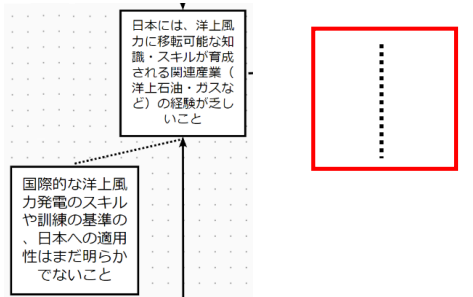 日本には、洋上風
力に移転可能な知
識・スキルが育成
される関連産業（
洋上石油・ガスな
ど）の経験が乏し
いこと
国際的な洋上風
力発電のスキル
や訓練の基準の
、日本への適用
性はまだ明らか
でないこと